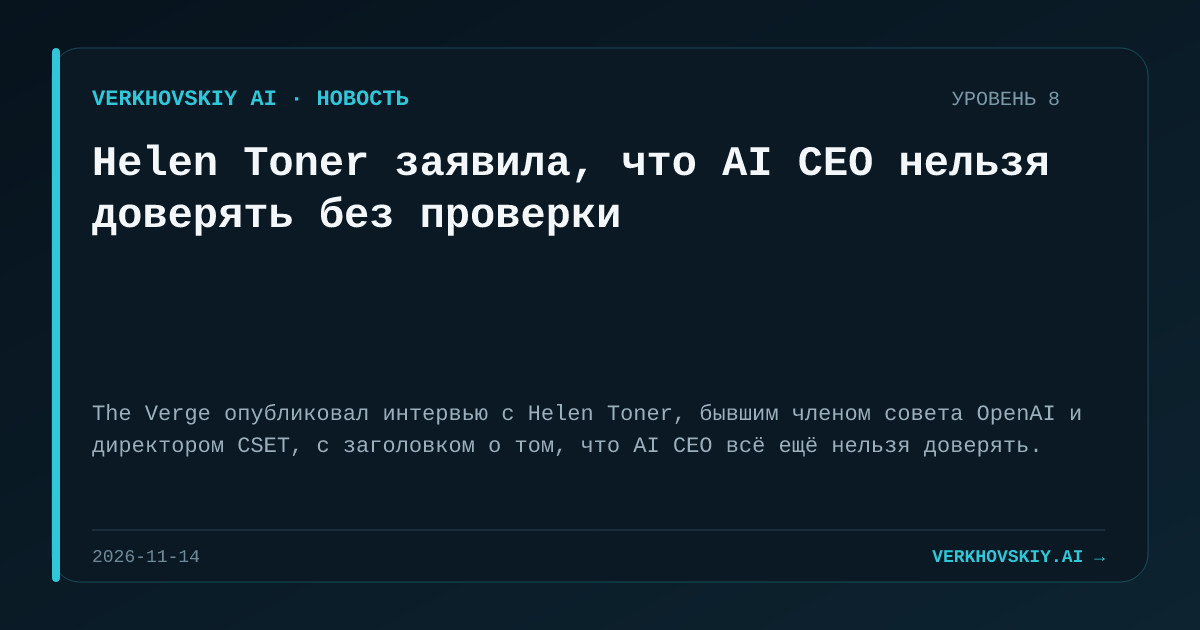 VERKHOVSKIY AI · НОВОСТЬ
УРОВЕНЬ 8
Helen Toner заявила, что AI CEO нельзя
доверять без проверки
The Verge опубликовал интервью с Helen Toner, бывшим членом совета OpenAI и
директором CSET, с заголовком о том, что AI CEO всё ещё нельзя доверять.
2026-11-14
VERKHOVSKIY.AI →